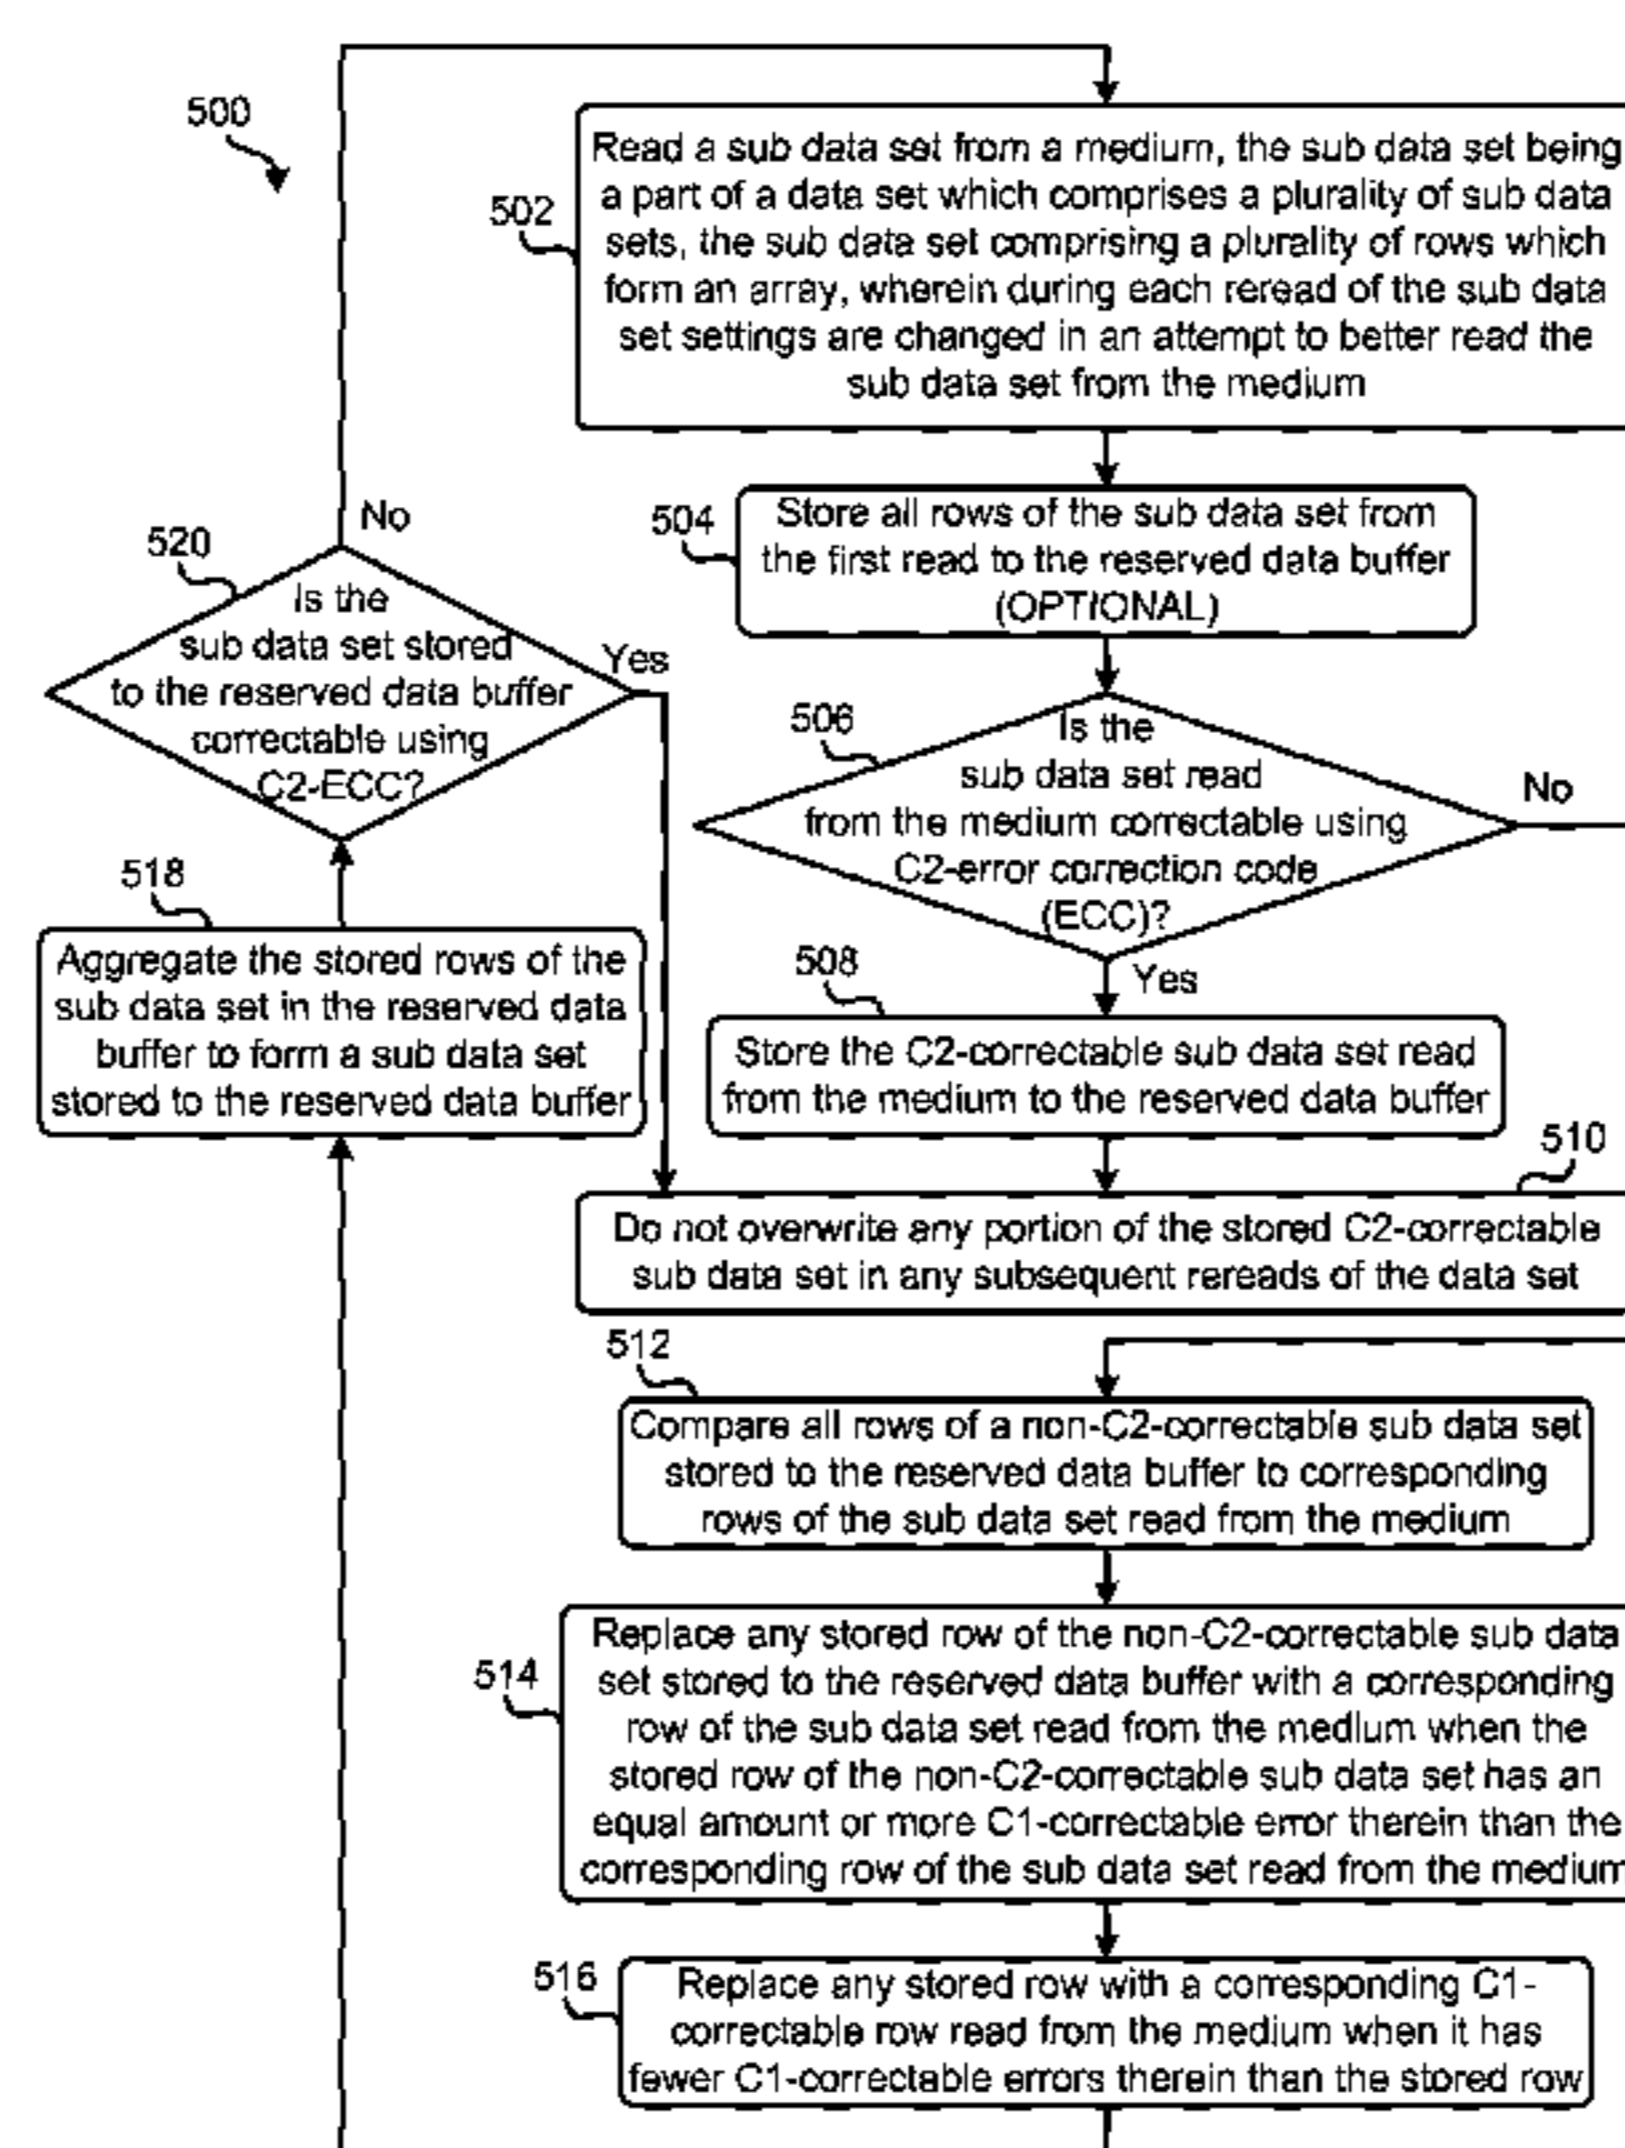 500
502
Read a sub data set from a medium, the sub data set being
a part of a data set which comprises a plurality of sub data
sets, the sub data set comprising a plurality of rows which
form an array, wherein during each reread of the sub data
set settings are changed in an attempt to better read the
sub data set from the medium
504
Store all rows of the sub data set from
the first read to the reserved data buffer
(OPTIONAL)
506
Is the
sub data set read
from the medium correctable using
C2-error correction code
(ECC)?
No
Yes
508
Store the C2-correctable sub data set read
from the medium to the reserved data buffer
510
Do not overwrite any portion of the stored C2-correctable
sub data set in any subsequent rereads of the data set
512
Compare all rows of a non-C2-correctable sub data set
stored to the reserved data buffer to corresponding
rows of the sub data set read from the medium
514
Replace any stored row of the non-C2-correctable sub data
set stored to the reserved data buffer with a corresponding
row of the sub data set read from the medium when the
stored row of the non-C2-correctable sub data set has an
equal amount or more C1-correctable error therein than the
corresponding row of the sub data set read from the medium
516
Replace any stored row with a corresponding C1-
correctable row read from the medium when it has
fewer C1-correctable errors therein than the stored row
518
Aggregate the stored rows of the
sub data set in the reserved data
buffer to form a sub data set
stored to the reserved data buffer
520
Is the
sub data set stored
to the reserved data buffer
correctable using
C2-ECC?
No
Yes